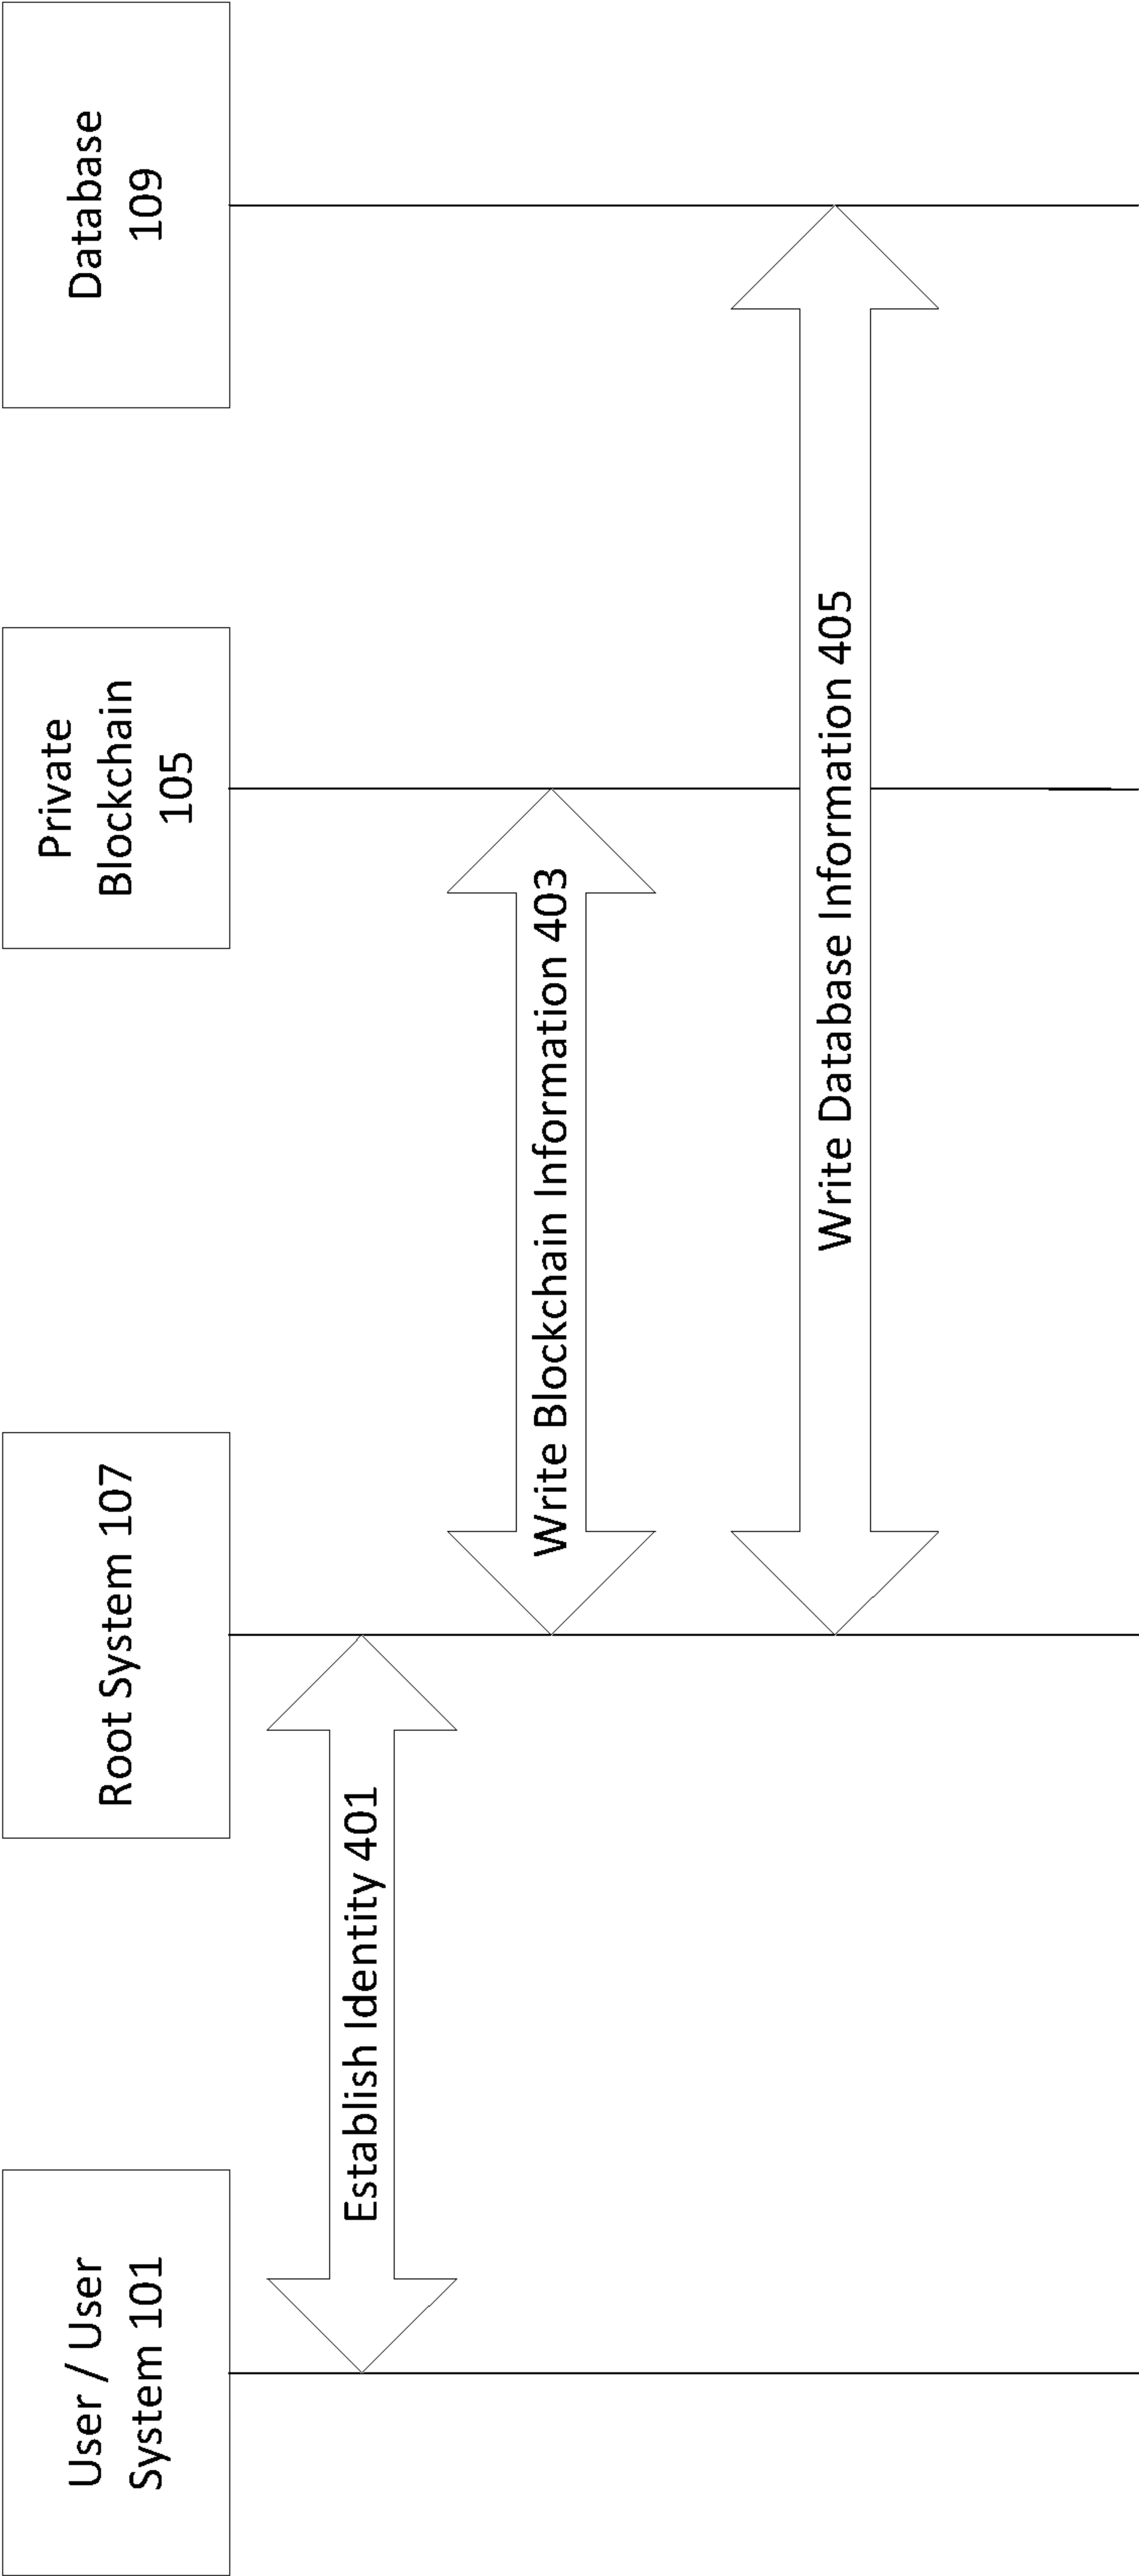 User / User
System 101
Root System 107
Private
Blockchain
105
Database
109
Establish Identity 401
Write Blockchain Information 403
Write Database Information 405